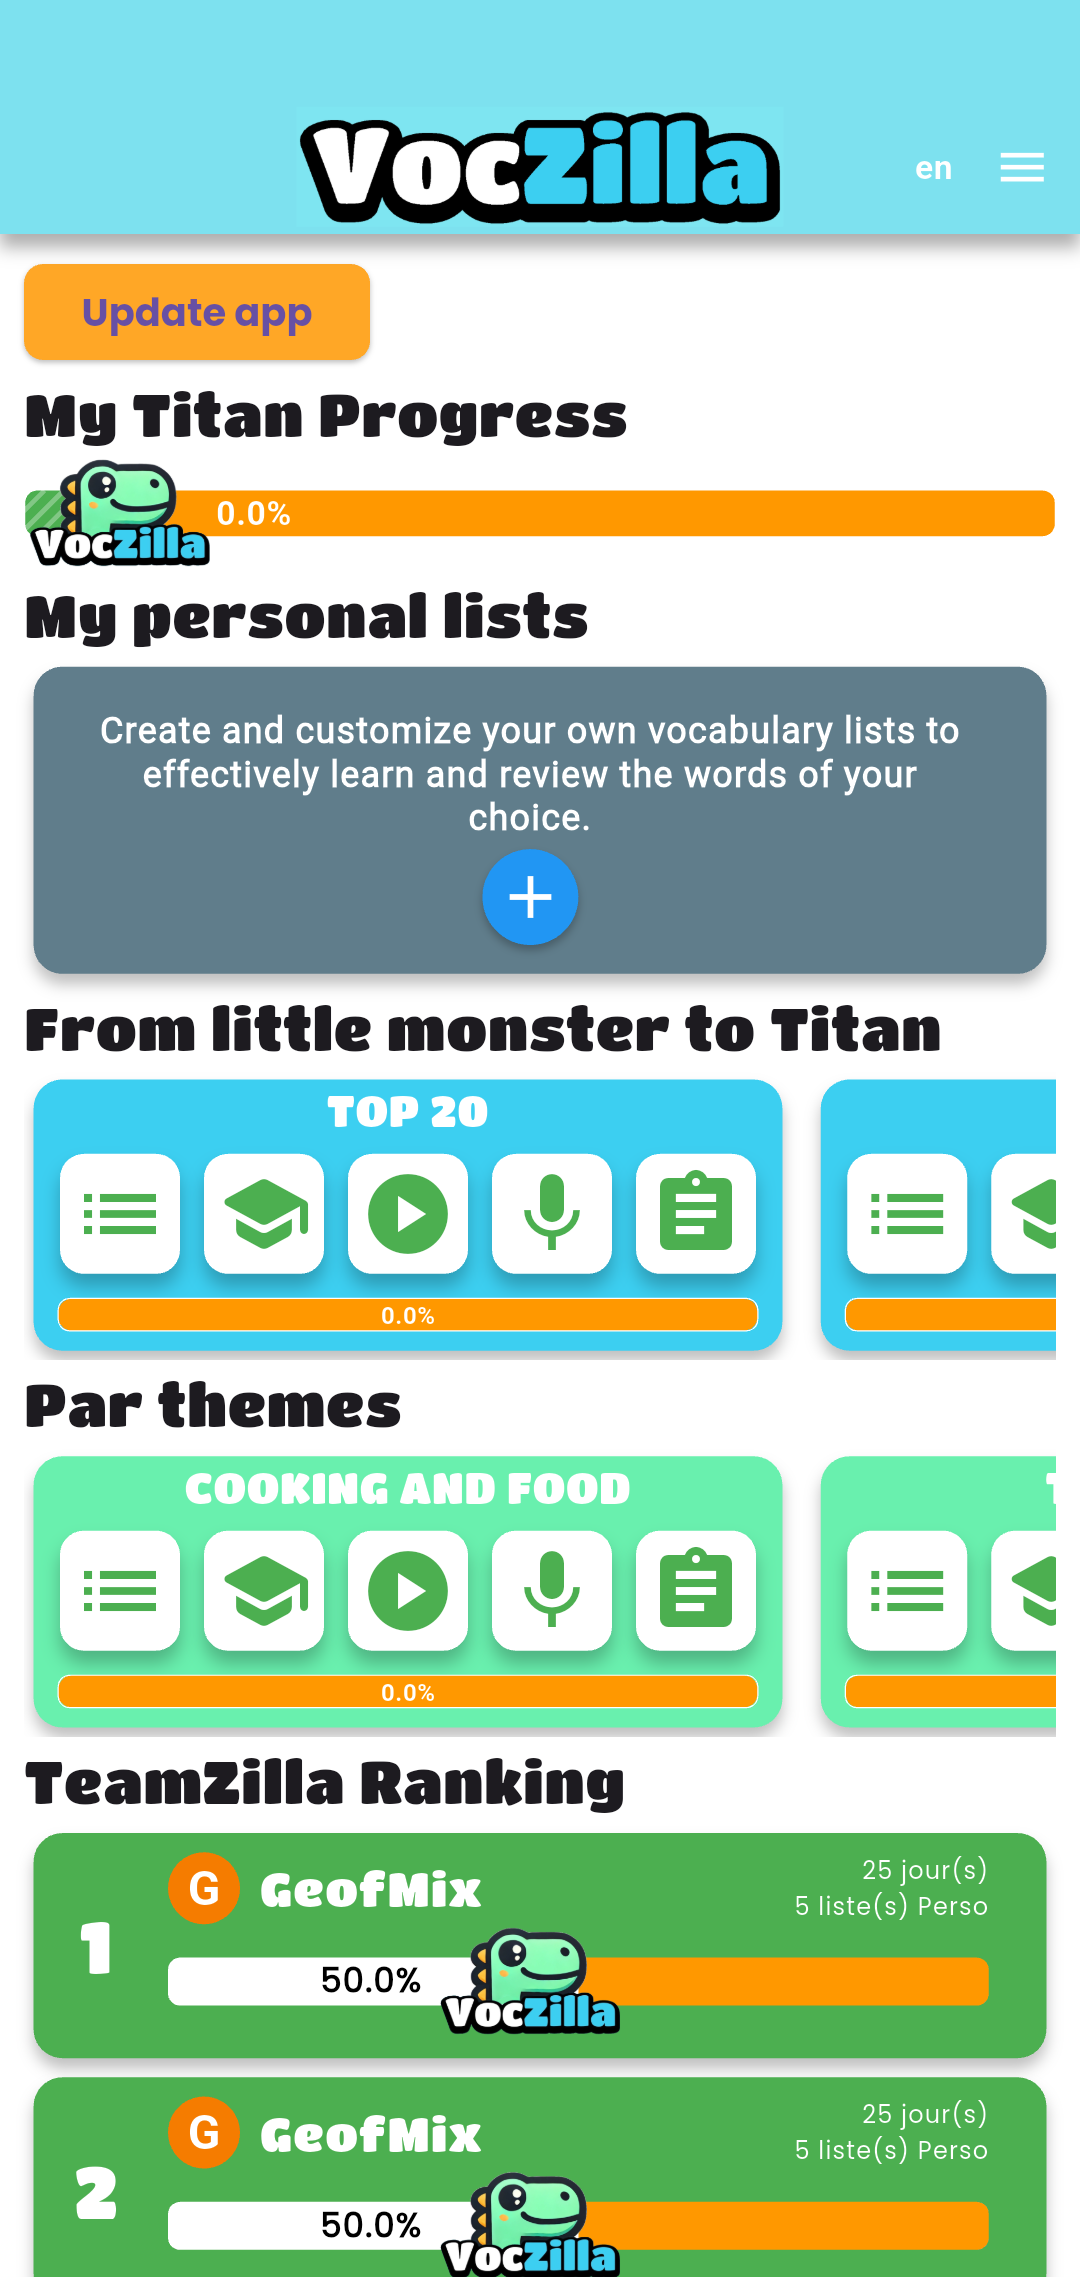 VocZilla
en
Update app
My Titan Progress
0.0%
VocZilla
My personal lists
Create and customize your own vocabulary lists to
effectively learn and review the words of your
choice.
From little monster to Titan
TOP 20
0.0%
Par themes
COOKING AND FOOD
T
0.0%
TeamZilla Ranking
1
G
GeofMix
25 jour(s)
5 liste(s) Perso
50.0%
VocZilla
2
G
GeofMix
25 jour(s)
5 liste(s) Perso
50.0%
VocZilla